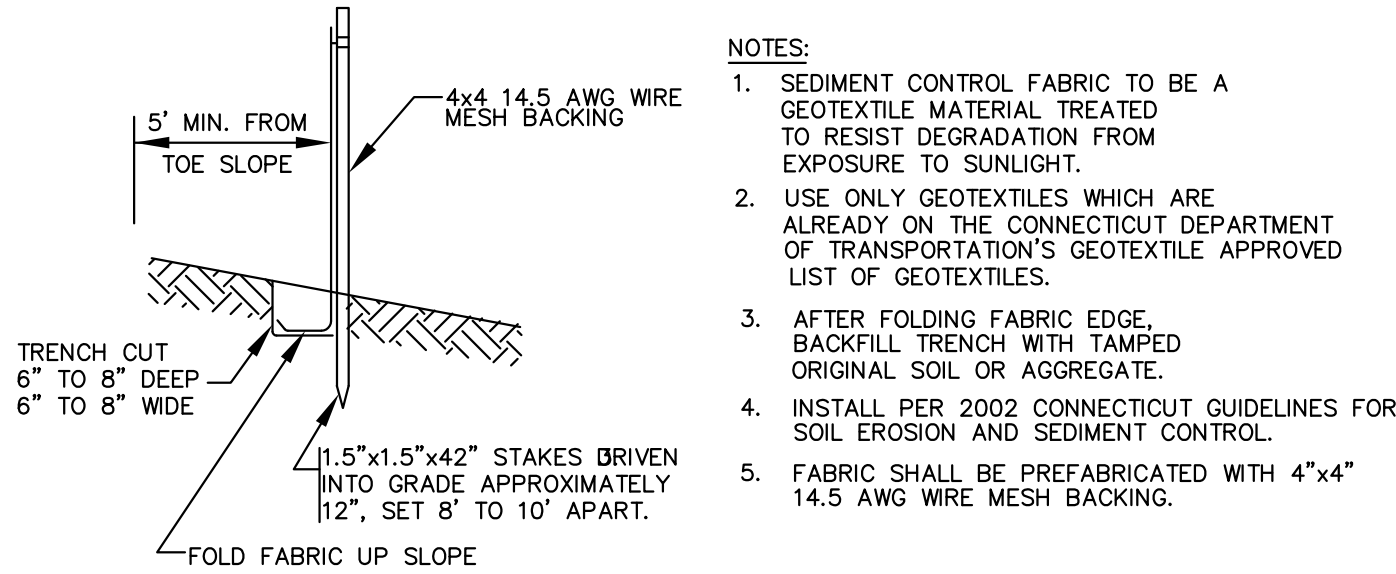 4x4 14.5 AWG WIRE
MESH BACKING
5' MIN. FROM
TOE SLOPE
TRENCH CUT
6" TO 8" DEEP
6" TO 8" WIDE
1.5"x1.5"x42" STAKES DRIVEN
INTO GRADE APPROXIMATELY
12", SET 8' TO 10' APART.
FOLD FABRIC UP SLOPE
NOTES:
1. SEDIMENT CONTROL FABRIC TO BE A
GEOTEXTILE MATERIAL TREATED
TO RESIST DEGRADATION FROM
EXPOSURE TO SUNLIGHT.
2. USE ONLY GEOTEXTILES WHICH ARE
ALREADY ON THE CONNECTICUT DEPARTMENT
OF TRANSPORTATION'S GEOTEXTILE APPROVED
LIST OF GEOTEXTILES.
3. AFTER FOLDING FABRIC EDGE,
BACKFILL TRENCH WITH TAMPED
ORIGINAL SOIL OR AGGREGATE.
4. INSTALL PER 2002 CONNECTICUT GUIDELINES FOR
SOIL EROSION AND SEDIMENT CONTROL.
5. FABRIC SHALL BE PREFABRICATED WITH 4"x4"
14.5 AWG WIRE MESH BACKING.